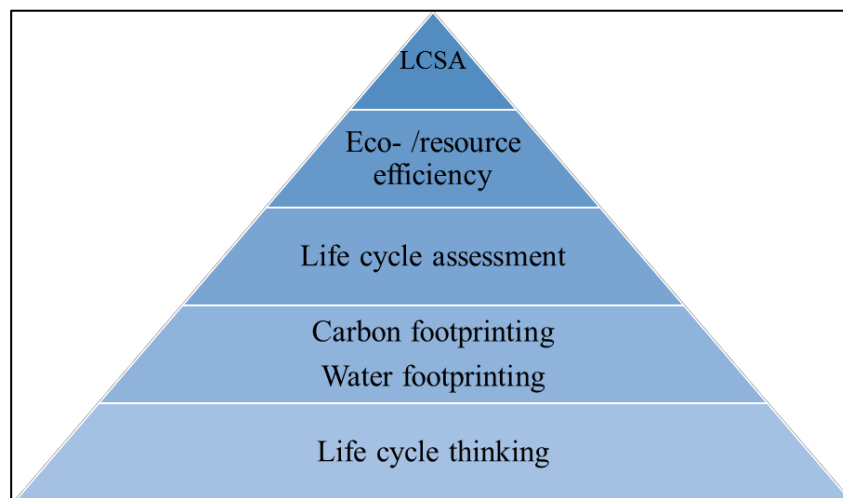 LCSA
Eco- /resource
efficiency
Life cycle assessment
Carbon footprinting
Water footprinting
Life cycle thinking